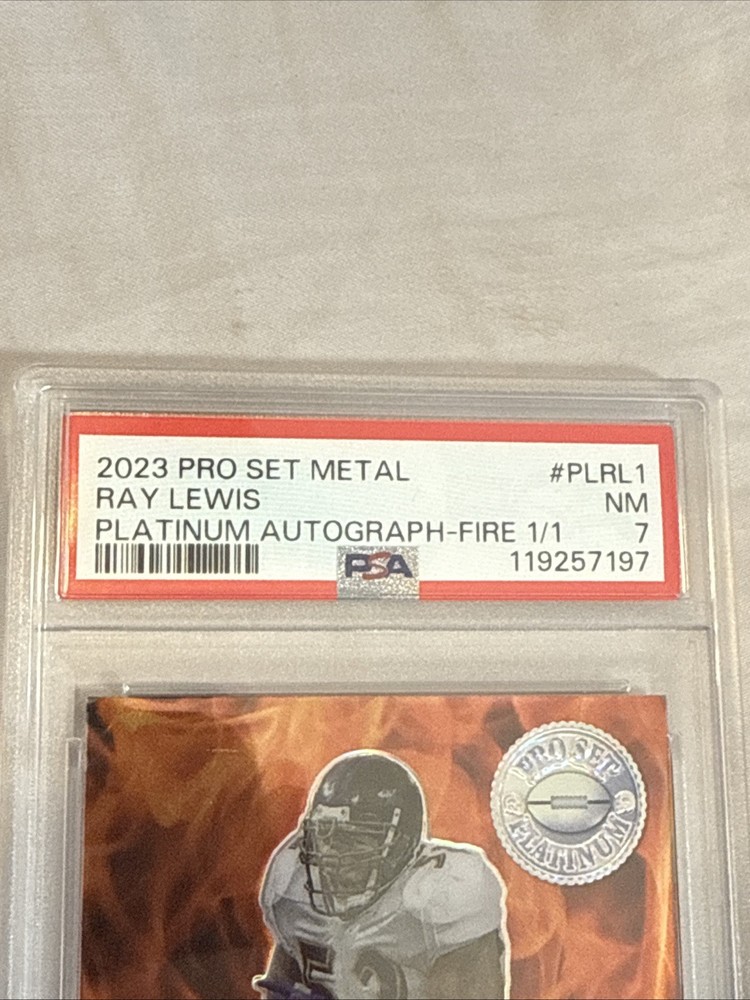 2023 PRO SET METAL #PLRL1
RAY LEWIS NM
PLATINUM AUTOGRAPH-FIRE 1/1 7
PSA 119257197
PRO SET
PLATINUM
5